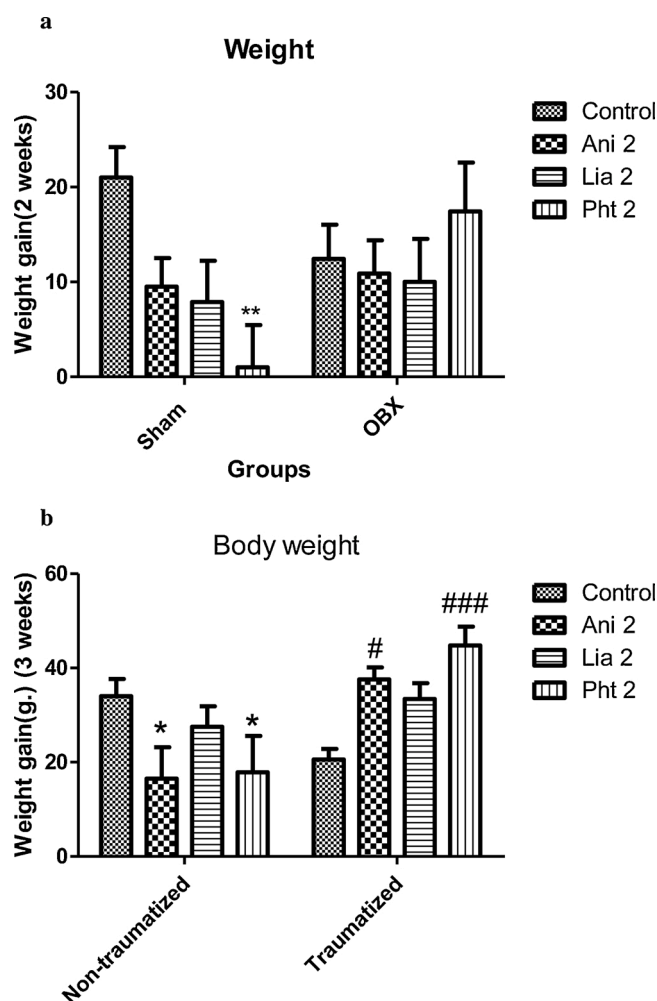 a
Weight
Weight gain(2 weeks)
30
20
10
0
**
Sham
OBX
Groups
Control
Ani 2
Lia 2
Pht 2
b
Body weight
Weight gain(g.) (3 weeks)
60
40
20
0
*
*
#
###
Non-traumatized
Traumatized
Control
Ani 2
Lia 2
Pht 2